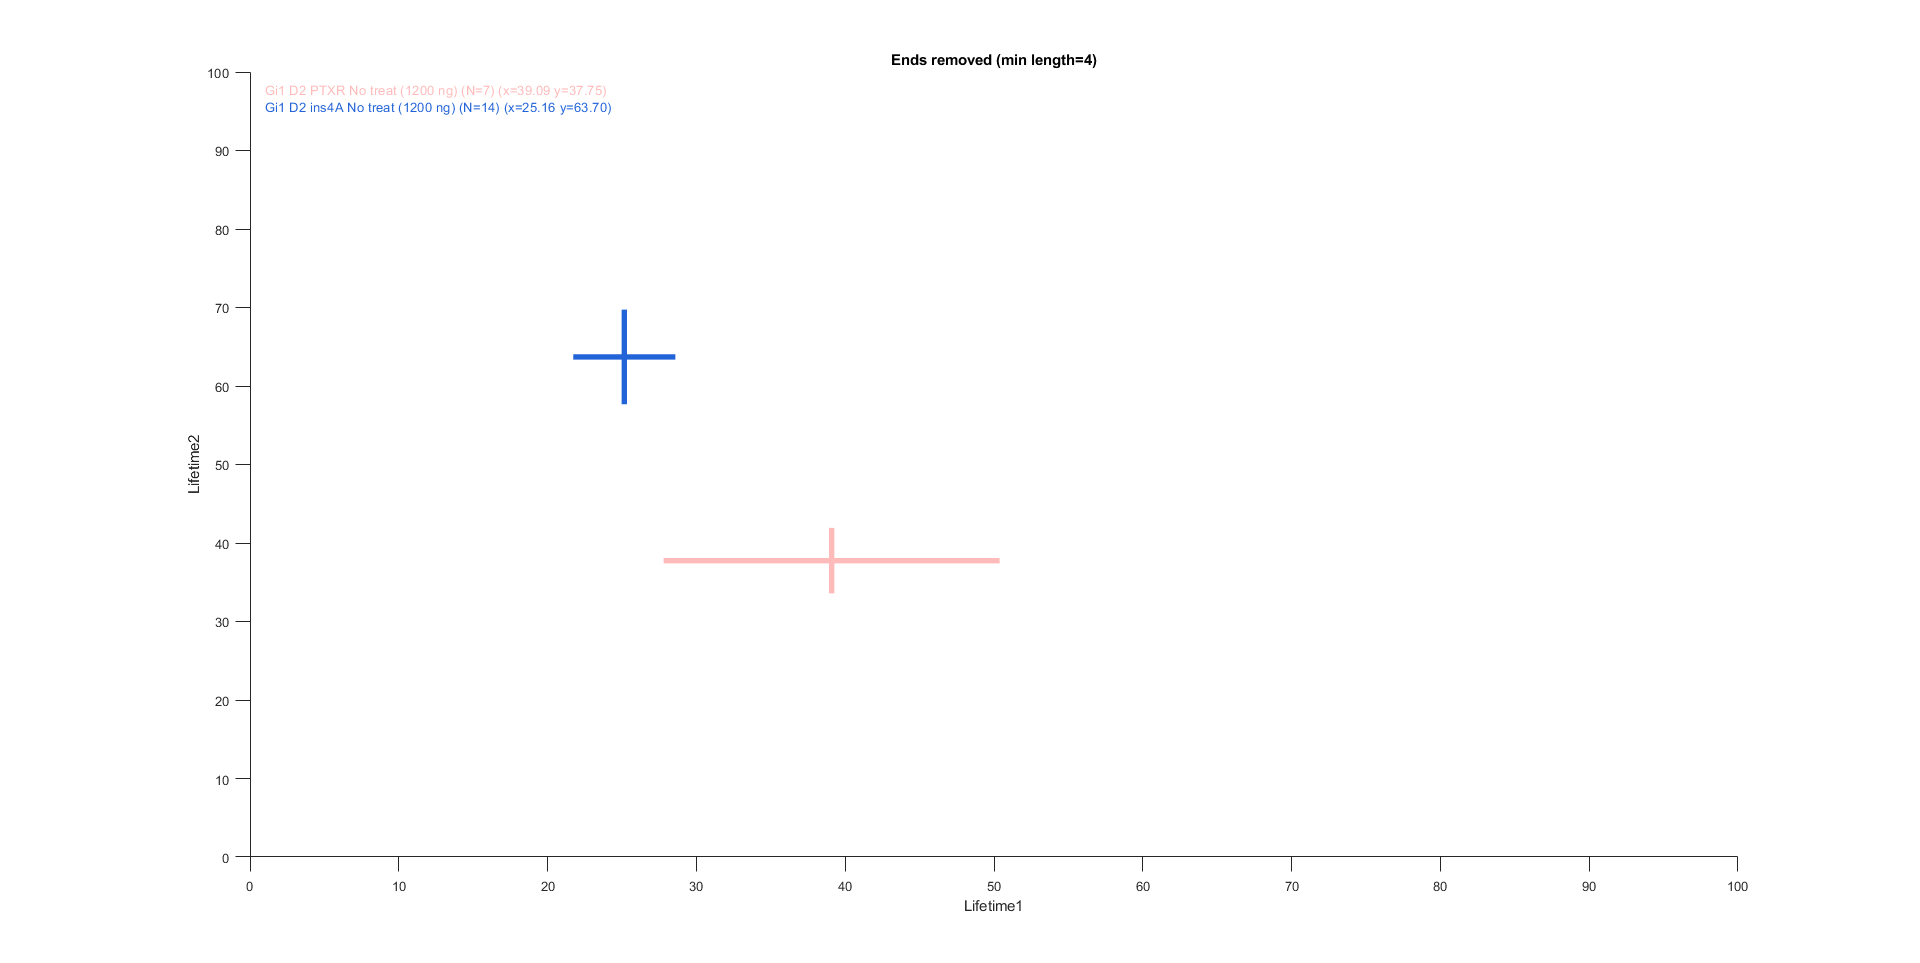 Ends removed (min length=4)
Gi1 D2 PTXR No treat (1200 ng) (N=7) (x=39.09 y=37.75)
Gi1 D2 ins4A No treat (1200 ng) (N=14) (x=25.16 y=63.70)
100
90
80
70
60
50
40
30
20
10
0
Lifetime2
0 10 20 30 40 50 60 70 80 90 100
Lifetime1